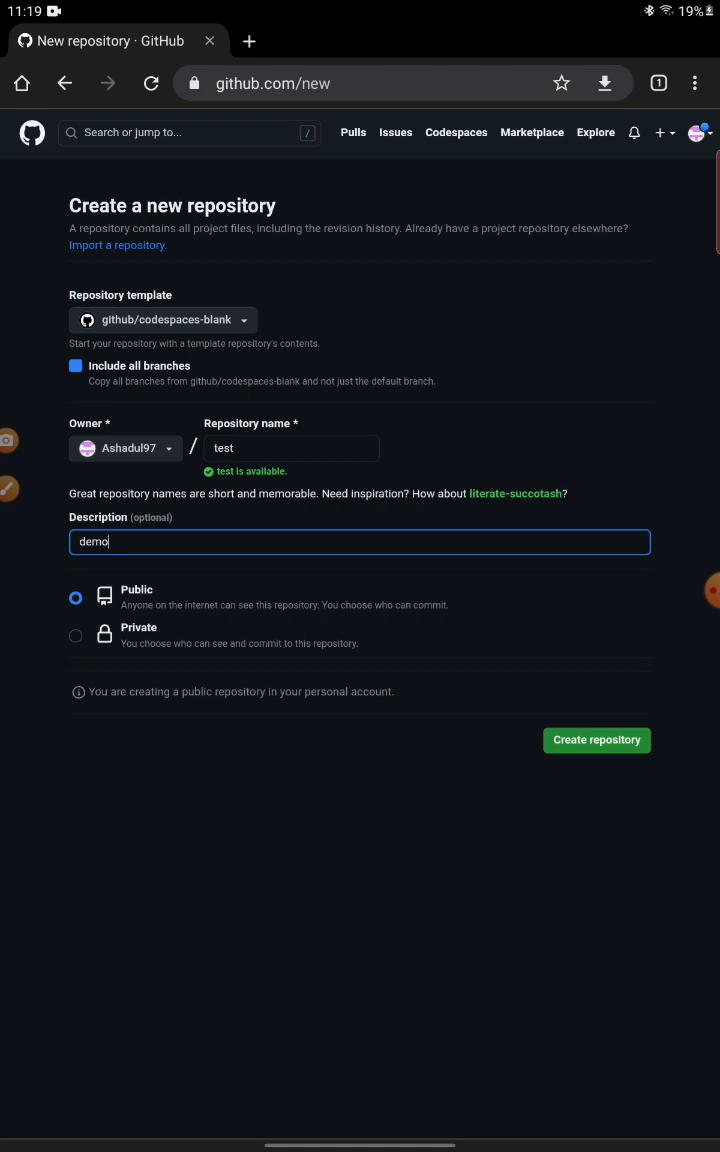 11:19
19%
New repository · GitHub
github.com/new
1
Search or jump to...
/
Pulls Issues Codespaces Marketplace Explore
Create a new repository
A repository contains all project files, including the revision history. Already have a project repository elsewhere?
Import a repository.
Repository template
github/codespaces-blank
Start your repository with a template repository's contents.
Include all branches
Copy all branches from github/codespaces-blank and not just the default branch.
Owner * Repository name *
Ashadul97 / test
test is available.
Great repository names are short and memorable. Need inspiration? How about literate-succotash?
Description (optional)
demo
Public
Anyone on the internet can see this repository. You choose who can commit.
Private
You choose who can see and commit to this repository.
You are creating a public repository in your personal account.
Create repository